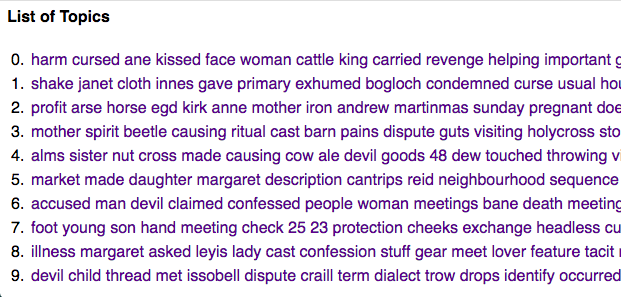 List of Topics
0. harm cursed ane kissed face woman cattle king carried revenge helping important
1. shake janet cloth innes gave primary exhumed bogloch condemned curse usual
2. profit arse horse egd kirk anne mother iron andrew martinmas sunday pregnant
3. mother spirit beetle causing ritual cast barn pains dispute guts visiting holycross
4. alms sister nut cross made causing cow ale devil goods 48 dew touched throwing
5. market made daughter margaret description cantrips reid neighbourhood sequence
6. accused man devil claimed confessed people woman meetings bane death meeting
7. foot young son hand meeting check 25 23 protection cheeks exchange headless
8. illness margaret asked leyis lady cast confession stuff gear meet lover feature tacit
9. devil child thread met issobell dispute craill term dialect trow drops identify occurred